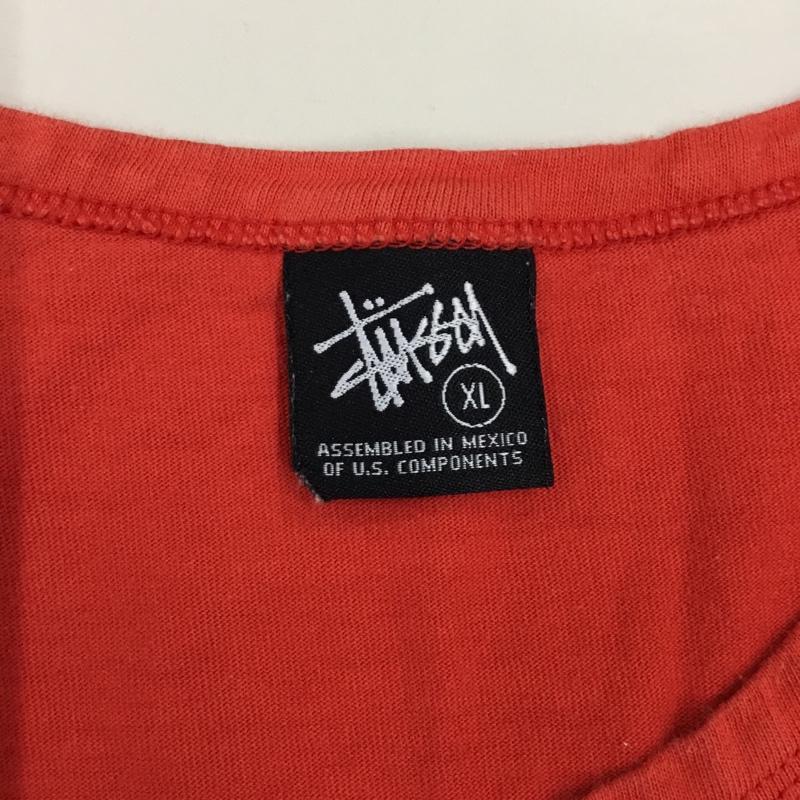 Stüssy
XL
ASSEMBLED IN MEXICO
OF U.S. COMPONENTS